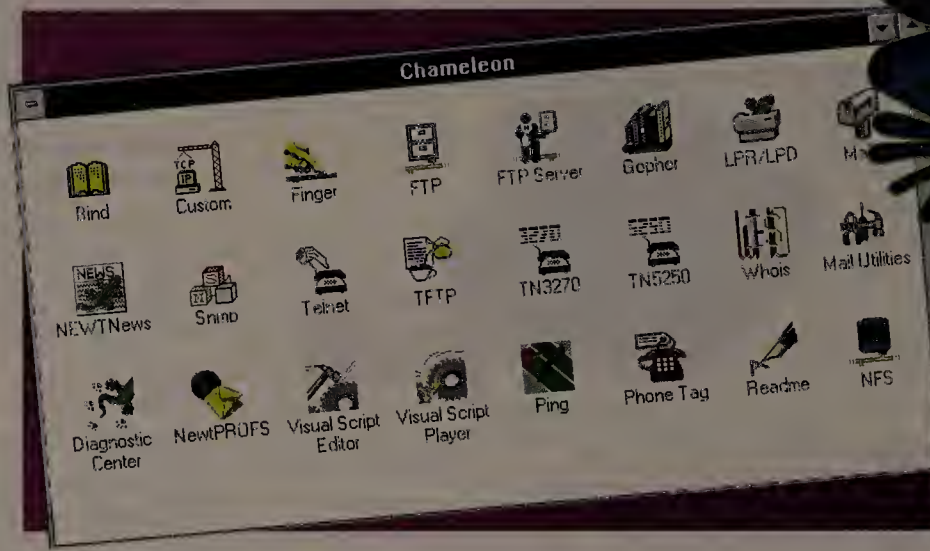 Chameleon
TCP
IP
Bind Custom Finger FTP FTP Server Gopher LPR/LPD
NEWS
3270 5250
NEWTNews Snmp Telnet TFTP TN3270 TN5250 Whois Mail Utilities
Diagnostic NewtPROFS Visual Script Visual Script Ping Phone Tag Readme NFS
Center Editor Player